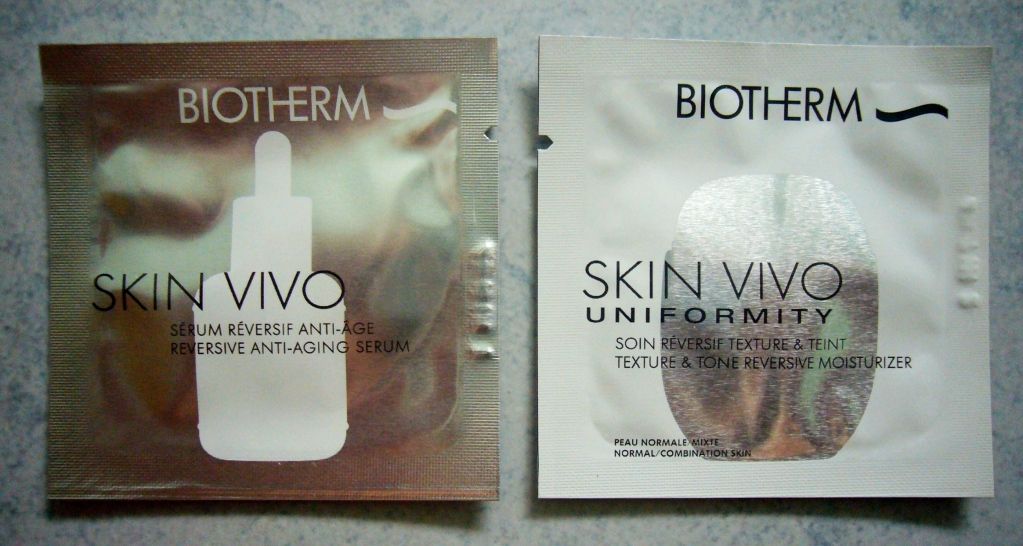 BIOTHERM
SKIN VIVO
SÉRUM RÉVERSIF ANTI-ÂGE
REVERSIVE ANTI-AGING SERUM
BIOTHERM
SKIN VIVO
UNIFORMITY
SOIN RÉVERSIF TEXTURE & TEINT
TEXTURE & TONE REVERSIVE MOISTURIZER
PEAU NORMALE/MIXTE
NORMAL/COMBINATION SKIN